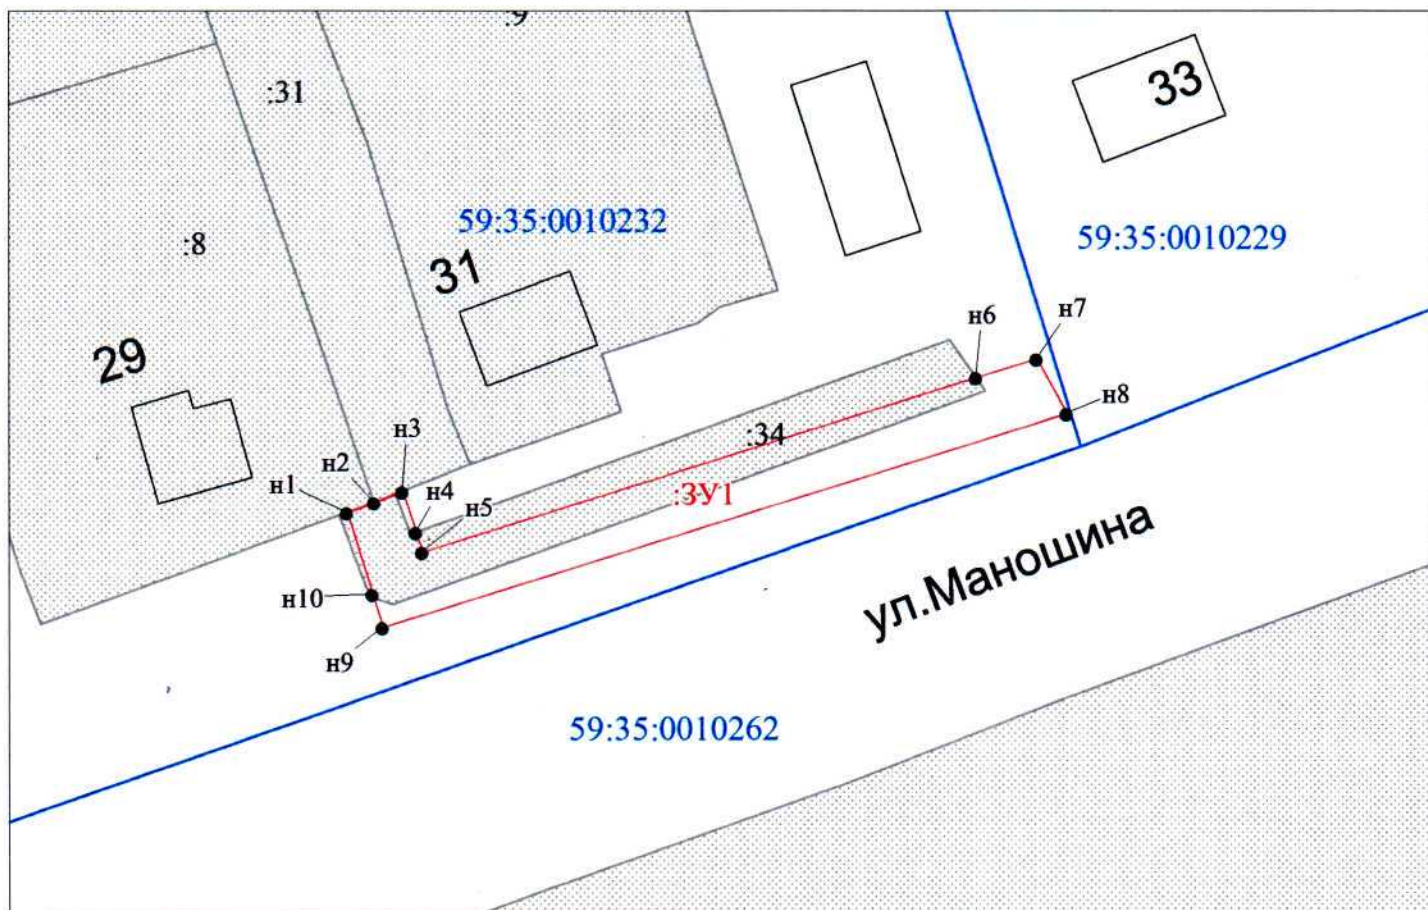 :9
:31
33
59:35:0010232
59:35:0010229
:8
31
н6
н7
29
н8
н3
:34
н2
н1
н4
н5
:ЗУ1
ул.Маношина
н10
н9
59:35:0010262